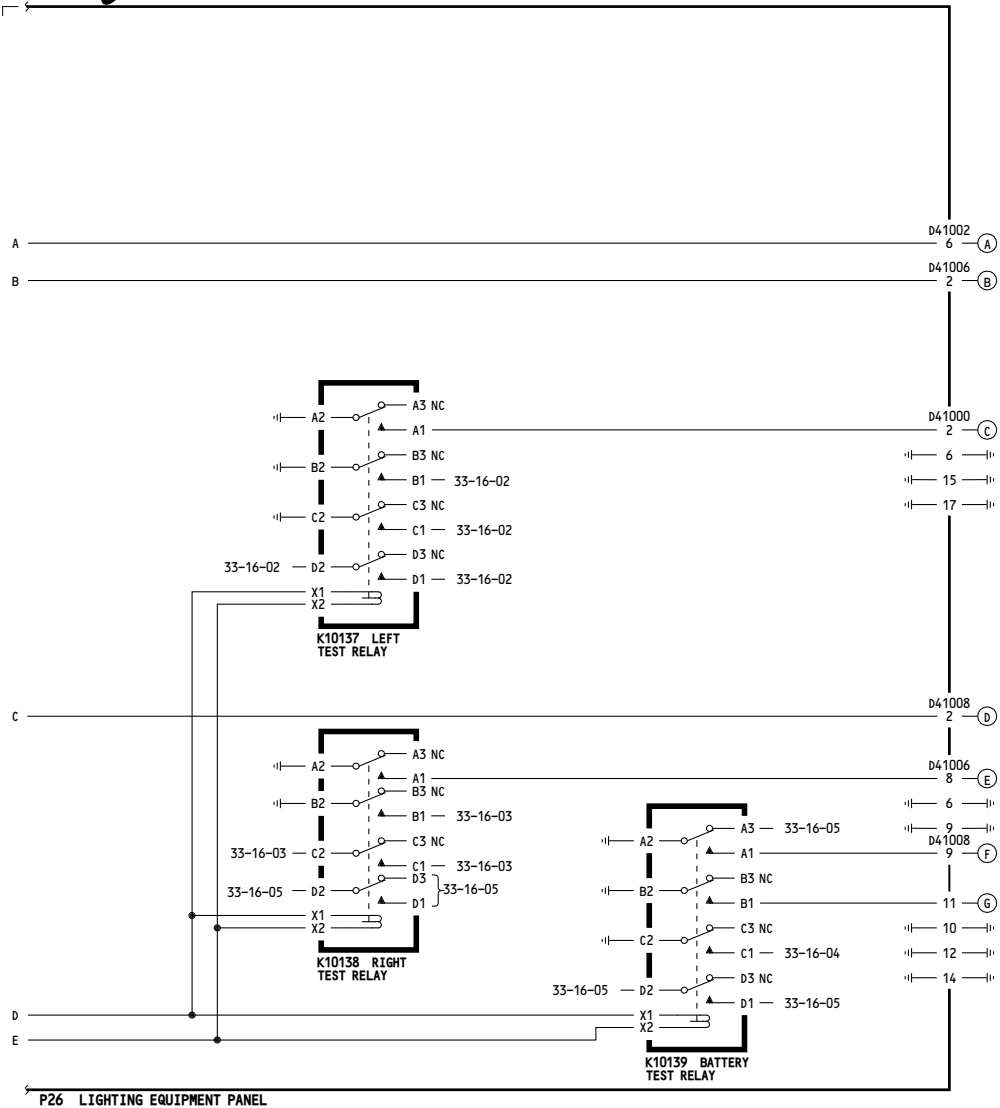 D41002
A 6 A
D41006
B 2 B
A3 NC
A2
D41000
A1 2 C
B3 NC 6
B2
B1 33-16-02 15
C3 NC 17
C2
C1 33-16-02
D3 NC
33-16-02 D2
D1 33-16-02
X1
X2
K10137 LEFT
TEST RELAY
D41008
C 2 D
A3 NC
A2
D41006
A1 8 E
B3 NC
B2 6
B1 33-16-03
A3 33-16-05 9
D41008
C3 NC A2
33-16-03 C2 A1 9 F
C1 33-16-03
D3
33-16-05 D2 33-16-05
D1
B3 NC
B2
B1 11 G
X1
X2
C3 NC 10
C2
C1 33-16-04 12
K10138 RIGHT
TEST RELAY
D3 NC 14
33-16-05 D2
D1 33-16-05
D X1
X2
E
K10139 BATTERY
TEST RELAY
P26 LIGHTING EQUIPMENT PANEL